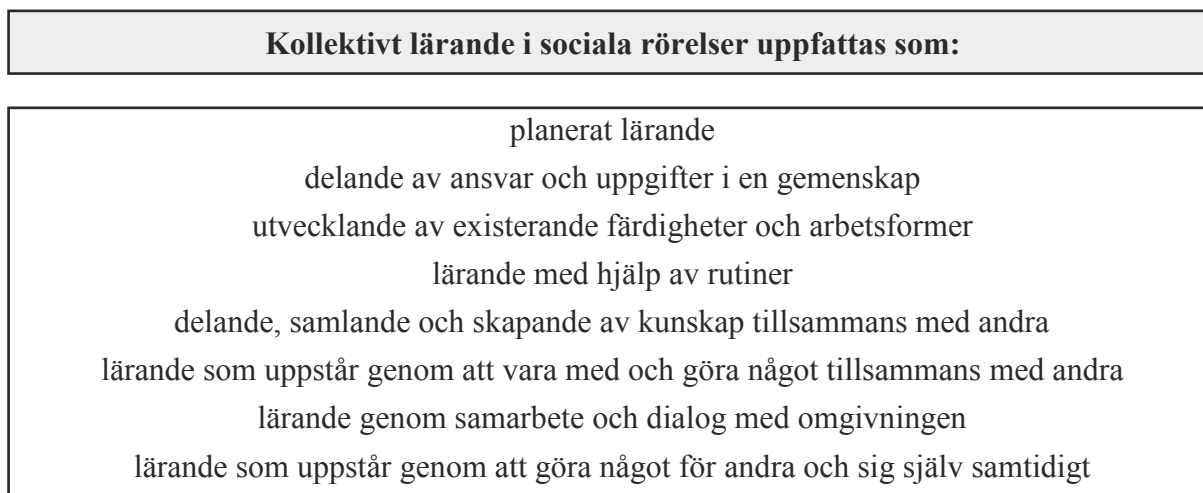 Kollektivt lärande i sociala rörelser uppfattas som:
planerat lärande
delande av ansvar och uppgifter i en gemenskap
utvecklande av existerande färdigheter och arbetsformer
lärande med hjälp av rutiner
delande, samlande och skapande av kunskap tillsammans med andra
lärande som uppstår genom att vara med och göra något tillsammans med andra
lärande genom samarbete och dialog med omgivningen
lärande som uppstår genom att göra något för andra och sig själv samtidigt